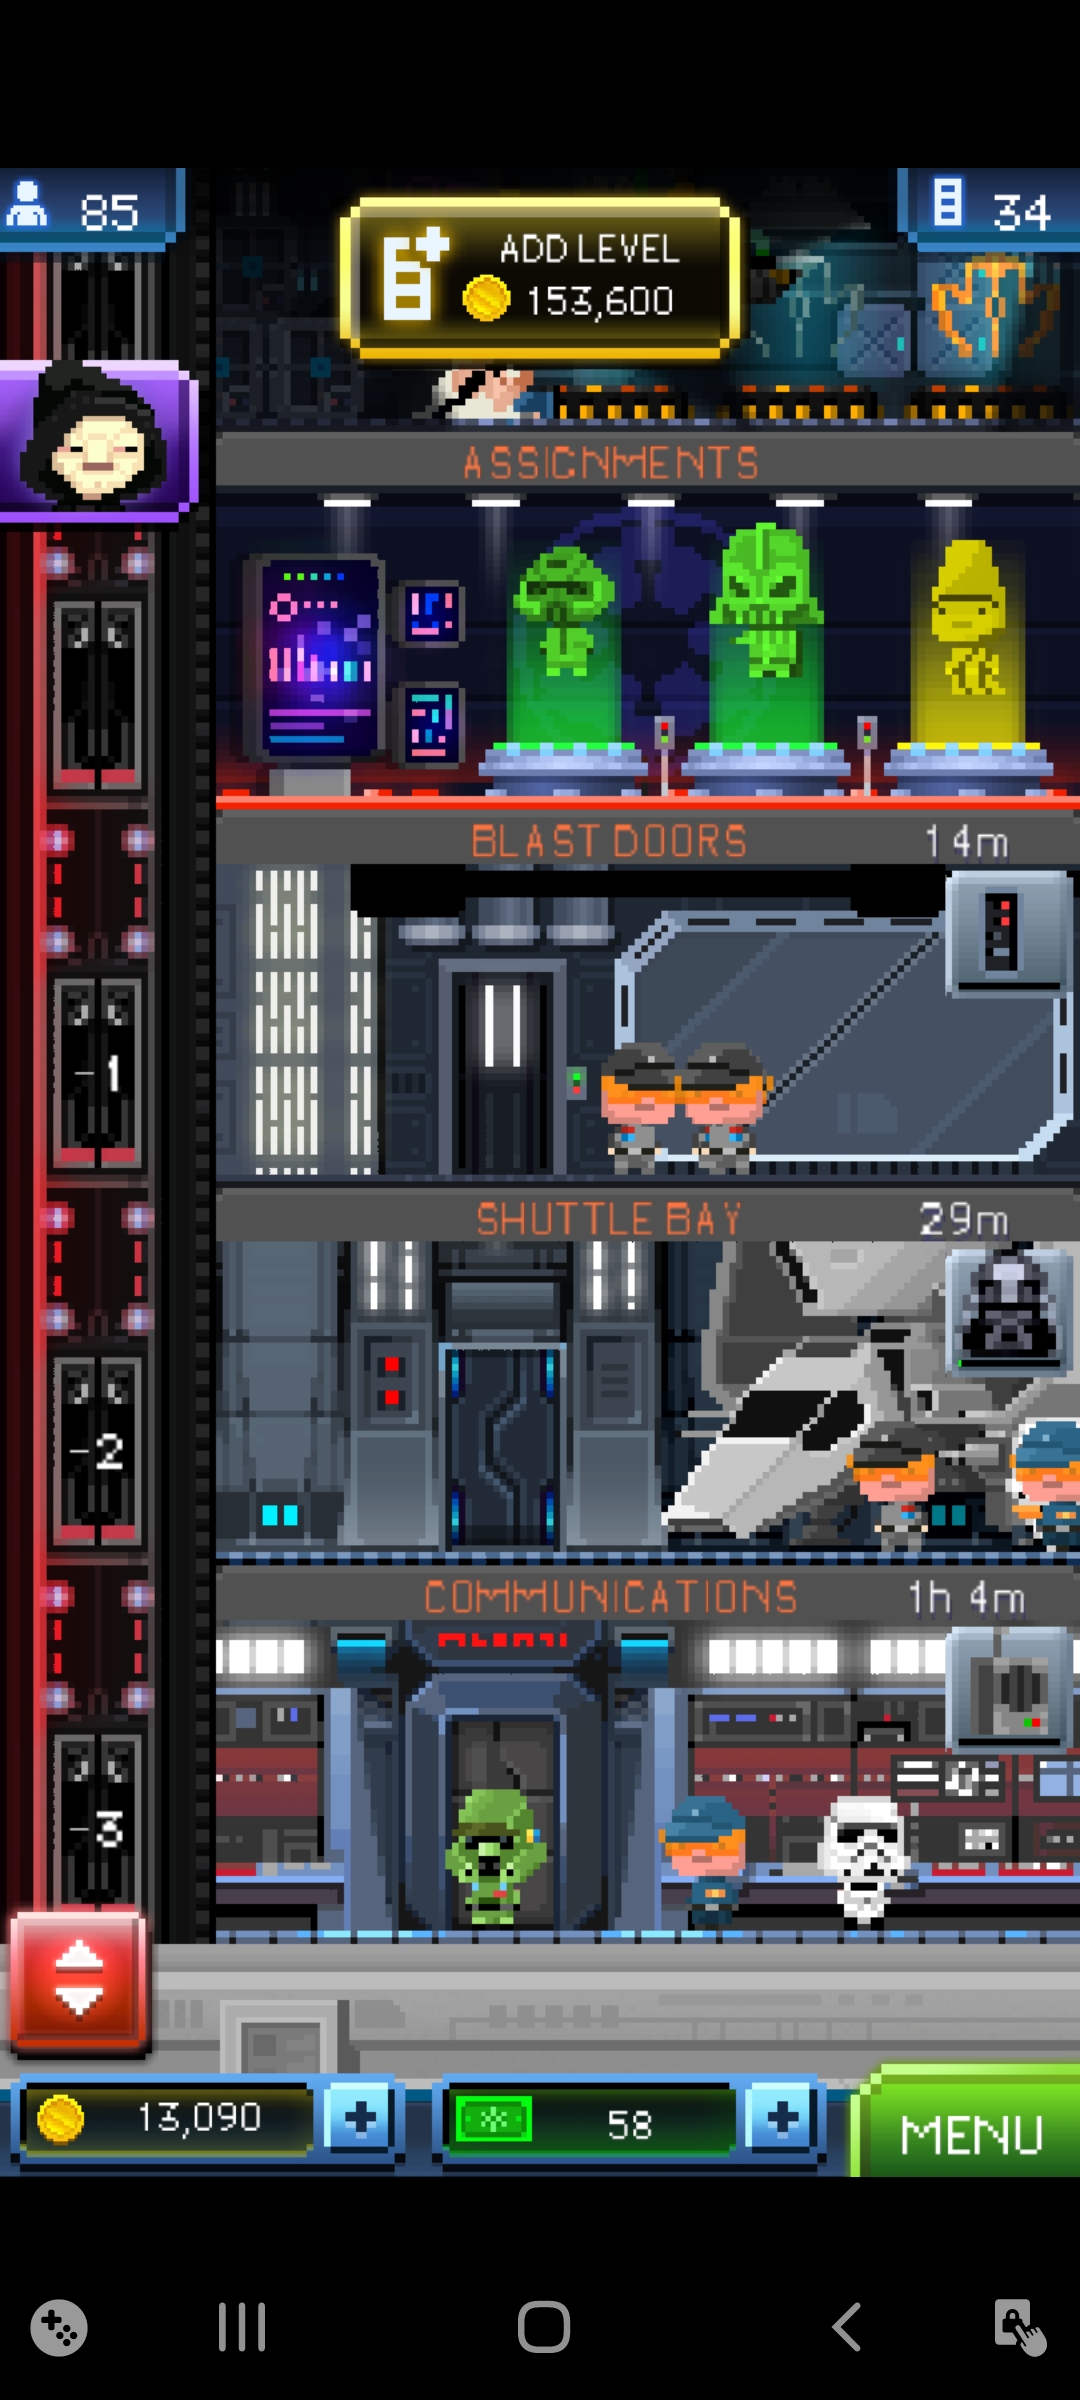 85
34
ADD LEVEL
153,600
ASSIGNMENTS
BLAST DOORS
14m
-1
SHUTTLE BAY
29m
-2
COMMUNICATIONS
1h 4m
-3
13,090
58
MENU